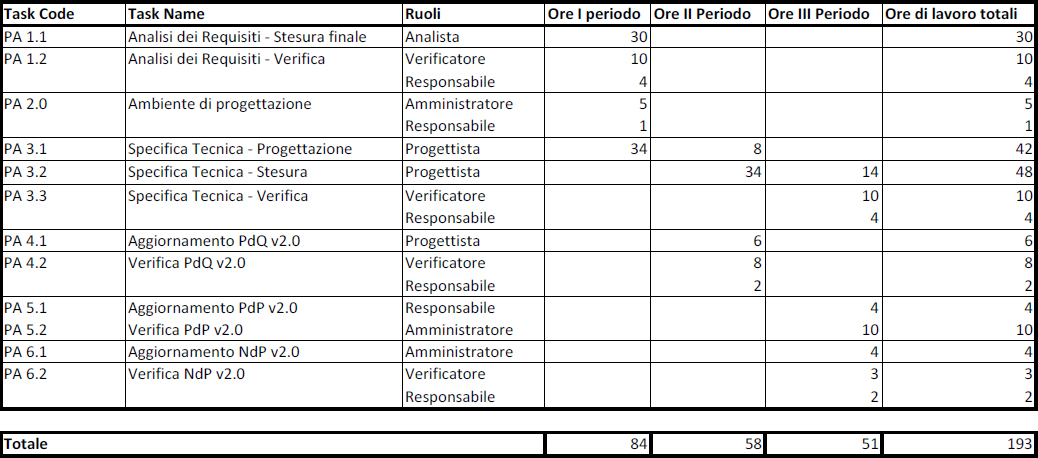 Task Code Task Name Ruoli Ore I periodo Ore II Periodo Ore III Periodo Ore di lavoro totali
PA 1.1 Analisi dei Requisiti - Stesura finale Analista 30 30
PA 1.2 Analisi dei Requisiti - Verifica Verificatore 10 10
Responsabile 4 4
PA 2.0 Ambiente di progettazione Amministratore 5 5
Responsabile 1 1
PA 3.1 Specifica Tecnica - Progettazione Progettista 34 8 42
PA 3.2 Specifica Tecnica - Stesura Progettista 34 14 48
PA 3.3 Specifica Tecnica - Verifica Verificatore 10 10
Responsabile 4 4
PA 4.1 Aggiornamento PdQ v2.0 Progettista 6 6
PA 4.2 Verifica PdQ v2.0 Verificatore 8 8
Responsabile 2 2
PA 5.1 Aggiornamento PdP v2.0 Responsabile 4 4
PA 5.2 Verifica PdP v2.0 Amministratore 10 10
PA 6.1 Aggiornamento NdP v2.0 Amministratore 4 4
PA 6.2 Verifica NdP v2.0 Verificatore 3 3
Responsabile 2 2
Totale 84 58 51 193